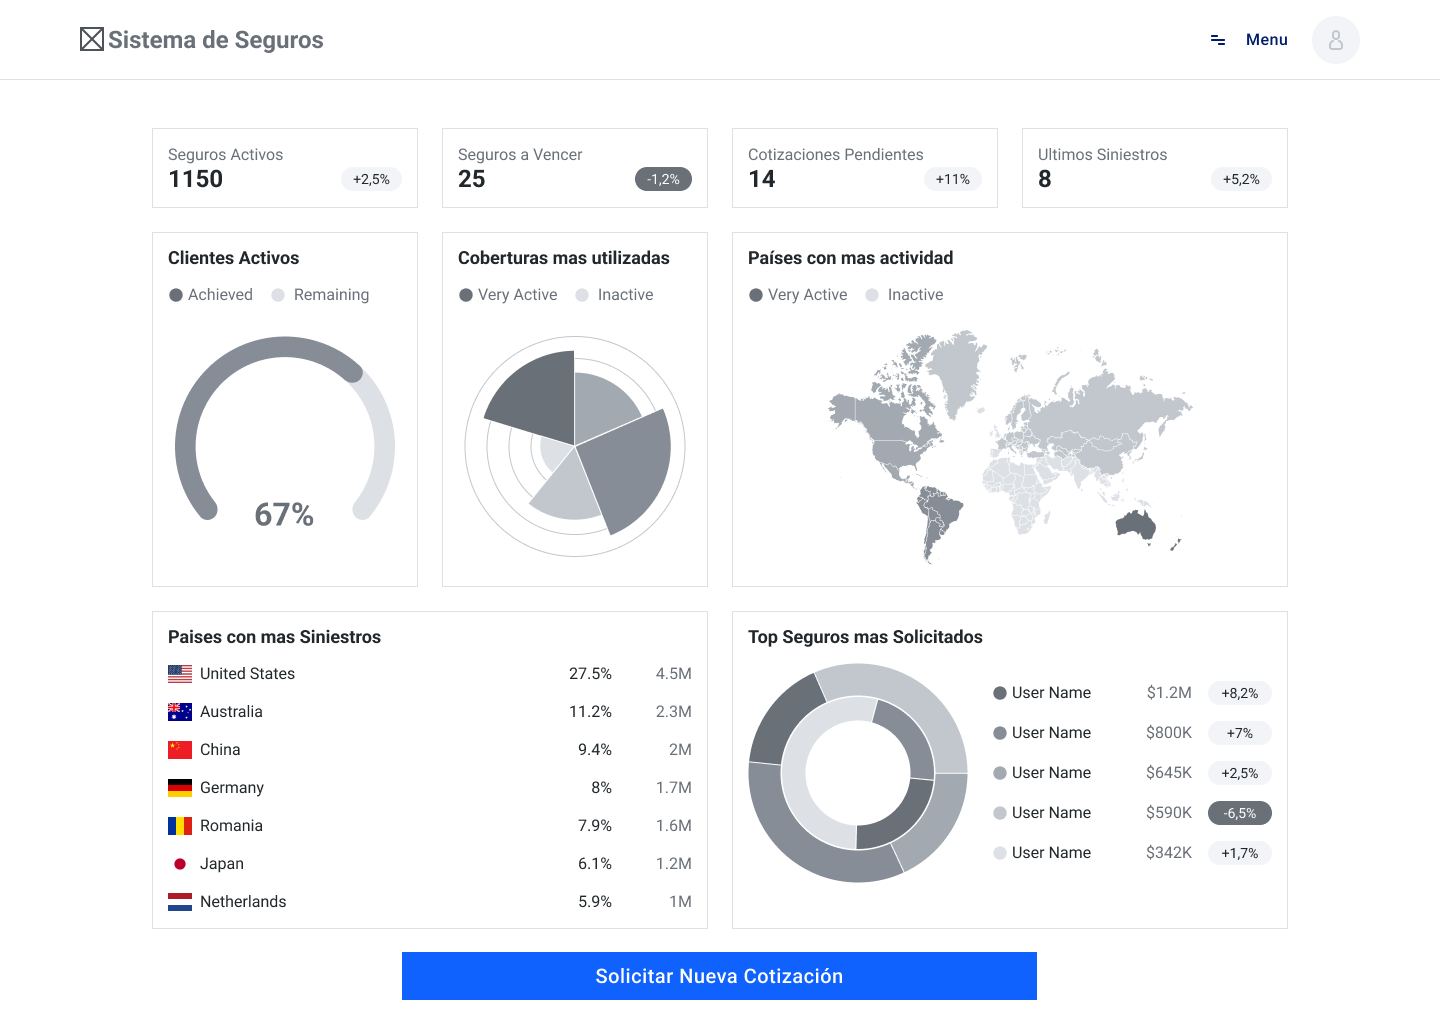 Sistema de Seguros
Menu
Seguros Activos
1150
+2,5%
Seguros a Vencer
25
-1,2%
Cotizaciones Pendientes
14
+11%
Ultimos Siniestros
8
+5,2%
Clientes Activos
Achieved Remaining
67%
Coberturas mas utilizadas
Very Active Inactive
Países con mas actividad
Very Active Inactive
Paises con mas Siniestros
United States 27.5% 4.5M
Australia 11.2% 2.3M
China 9.4% 2M
Germany 8% 1.7M
Romania 7.9% 1.6M
Japan 6.1% 1.2M
Netherlands 5.9% 1M
Top Seguros mas Solicitados
User Name $1.2M +8,2%
User Name $800K +7%
User Name $645K +2,5%
User Name $590K -6,5%
User Name $342K +1,7%
Solicitar Nueva Cotización